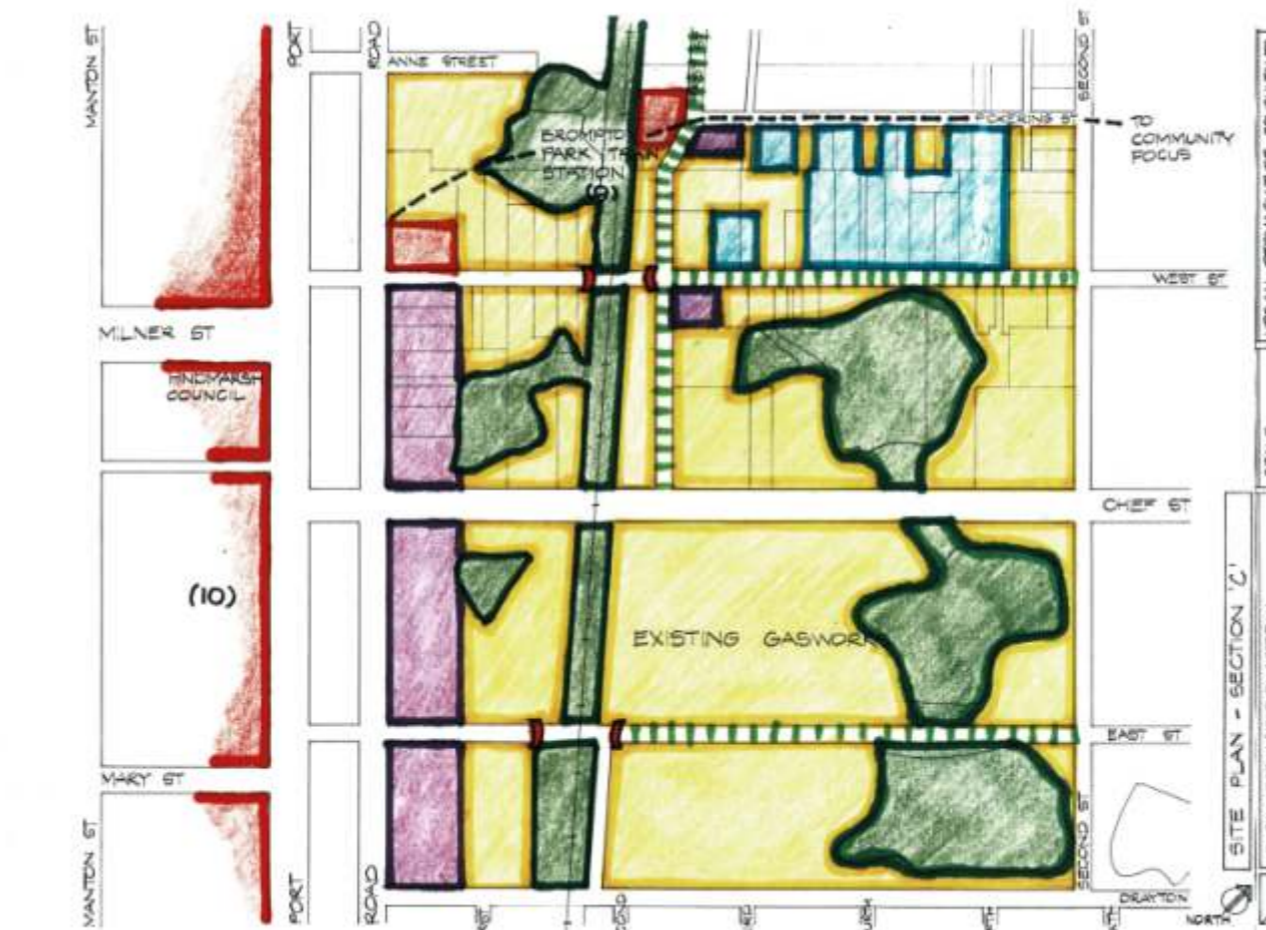 MANTON ST
PORT
ROAD
ANNE STREET
SECOND ST
PICKERING ST
TO
COMMUNITY
FOCUS
BROMPTO
PARK TRAN
STATION
(9)
WEST ST
MILNER ST
HINDMARSH
COUNCIL
CHIEF ST
(10)
EXISTING GASWORKS
EAST ST
MARY ST
MANTON ST
PORT
ROAD
SECOND ST
DRAYTON
NORTH
SITE PLAN - SECTION 'C'